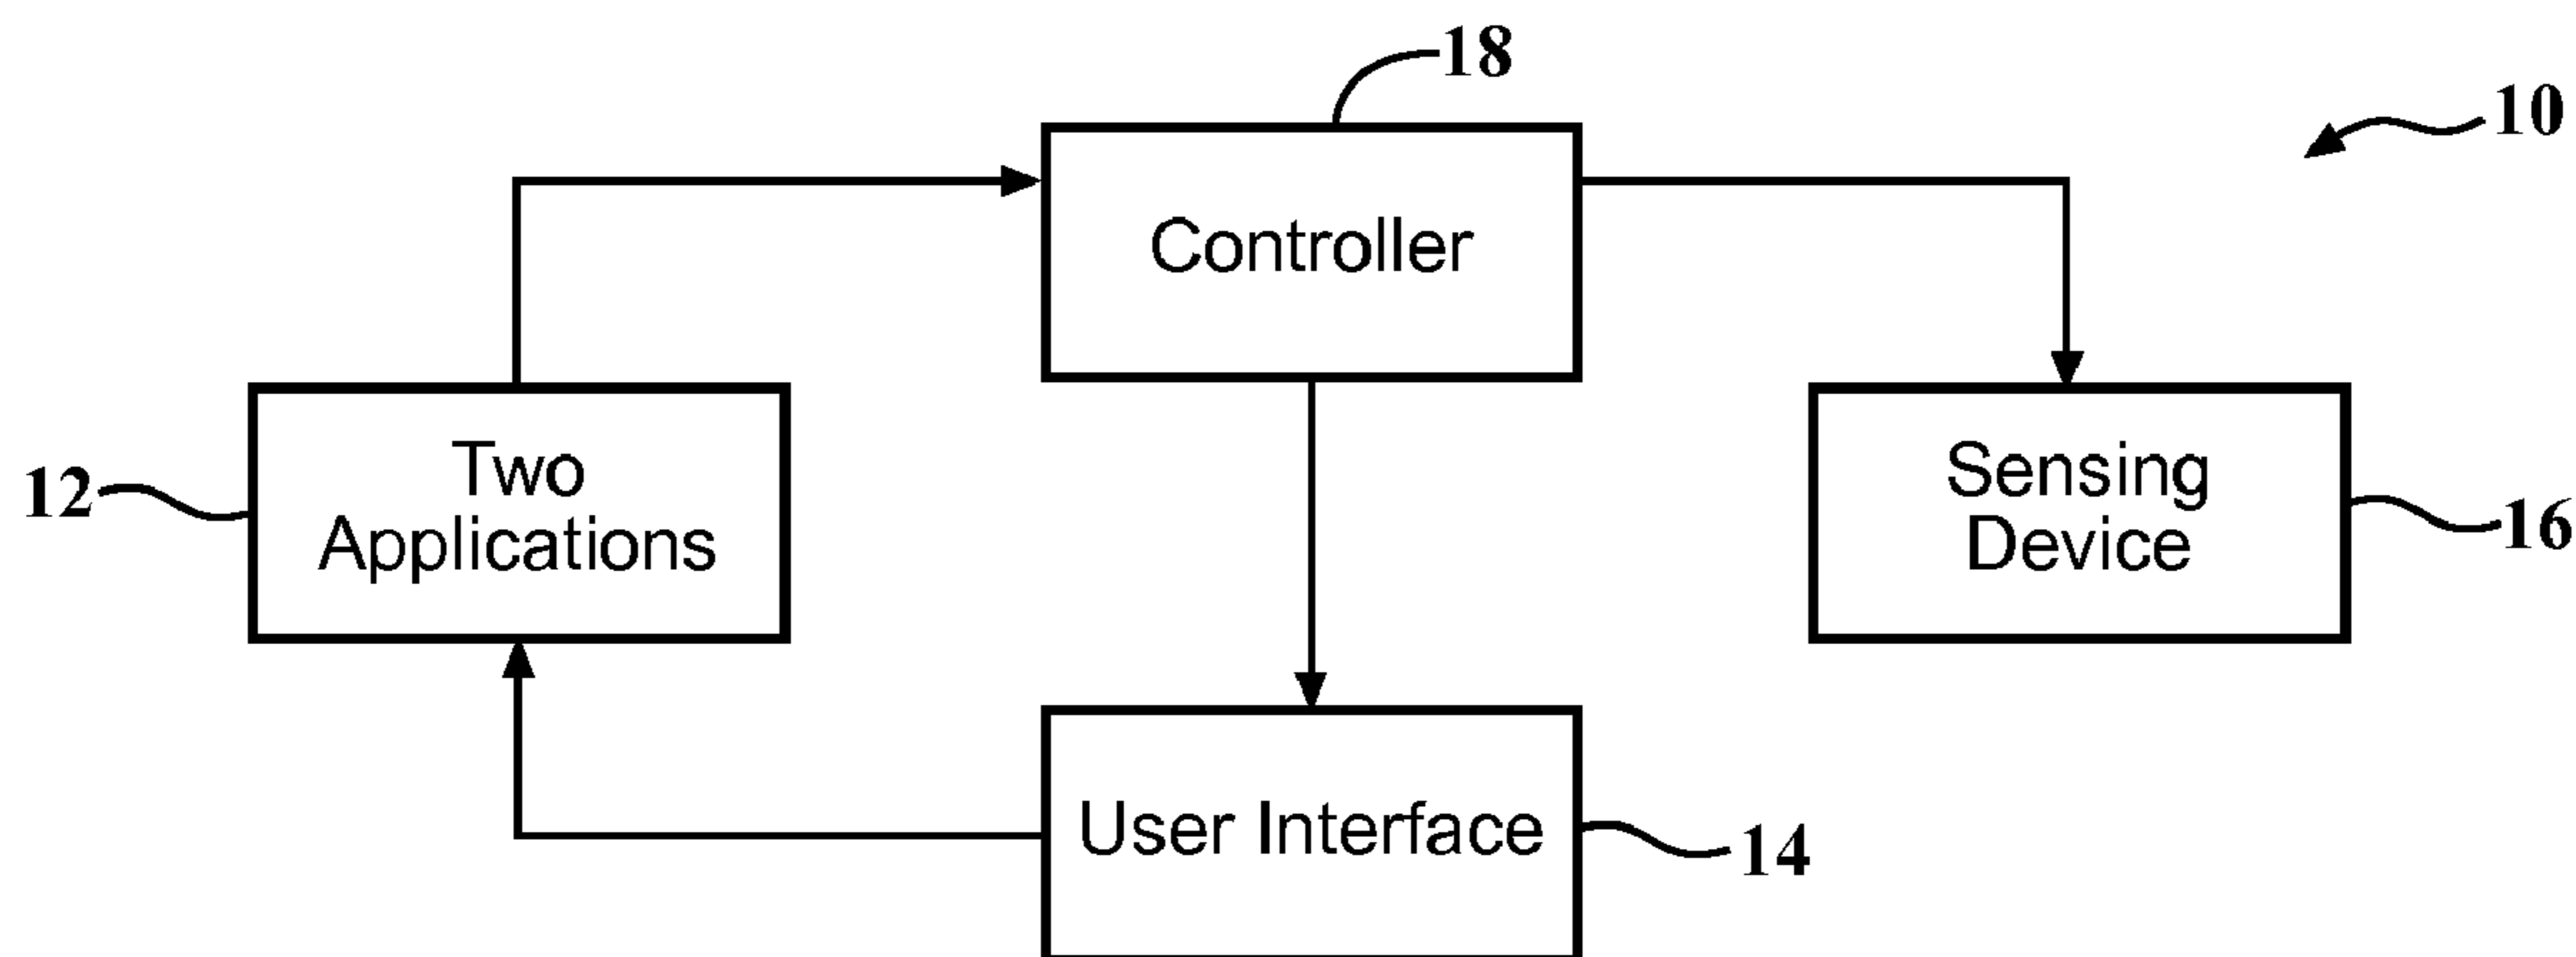 18
10
Controller
Two
Applications
12
Sensing
Device
16
User Interface
14